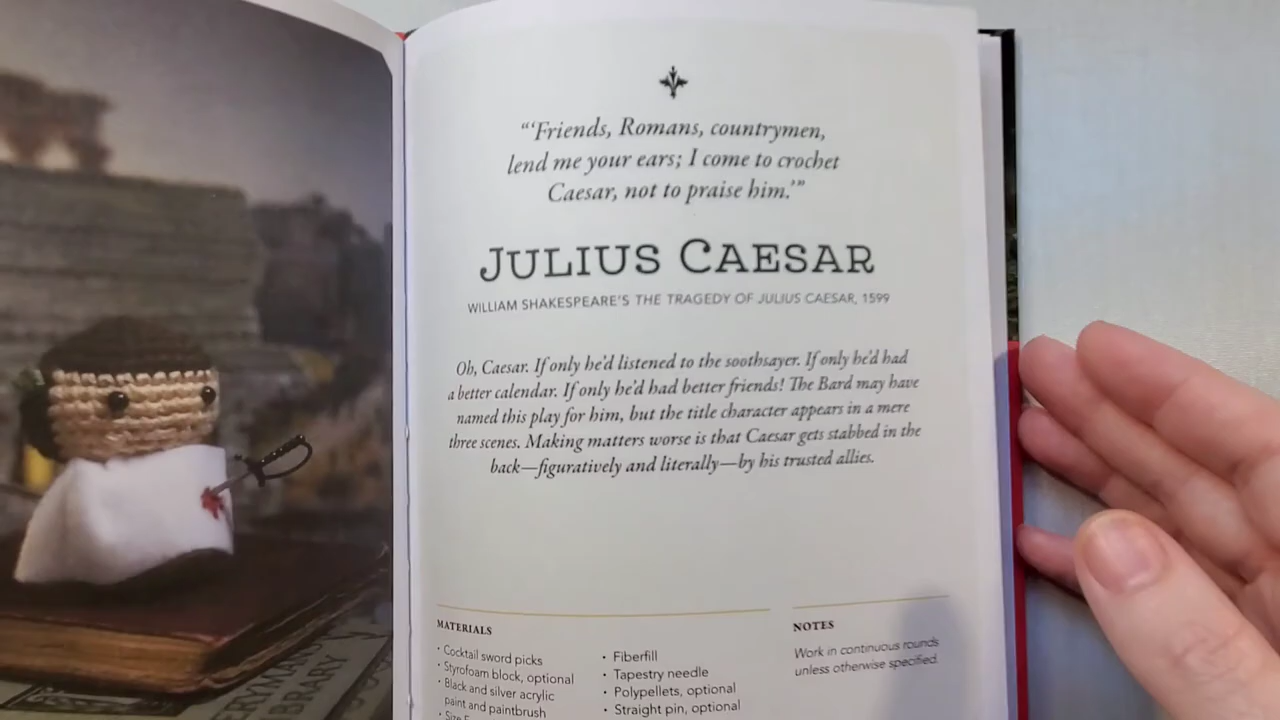 "'Friends, Romans, countrymen,
lend me your ears; I come to crochet
Caesar, not to praise him.'"
JULIUS CAESAR
WILLIAM SHAKESPEARE'S THE TRAGEDY OF JULIUS CAESAR, 1599
Oh, Caesar. If only he'd listened to the soothsayer. If only he'd had
a better calendar. If only he'd had better friends! The Bard may have
named this play for him, but the title character appears in a mere
three scenes. Making matters worse is that Caesar gets stabbed in the
back—figuratively and literally—by his trusted allies.
MATERIALS
• Cocktail sword picks
• Styrofoam block, optional
• Black and silver acrylic
paint and paintbrush
• Fiberfill
• Tapestry needle
• Polypellets, optional
• Straight pin, optional
NOTES
Work in continuous rounds
unless otherwise specified.
LIBRARY